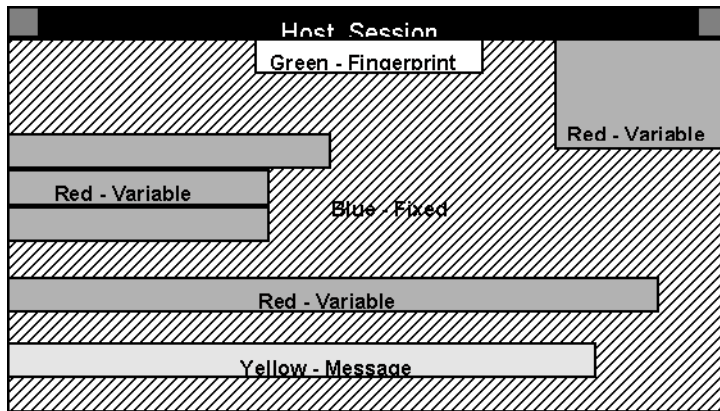 Host Session
Green - Fingerprint
Red - Variable
Red - Variable
Blue - Fixed
Red - Variable
Yellow - Message